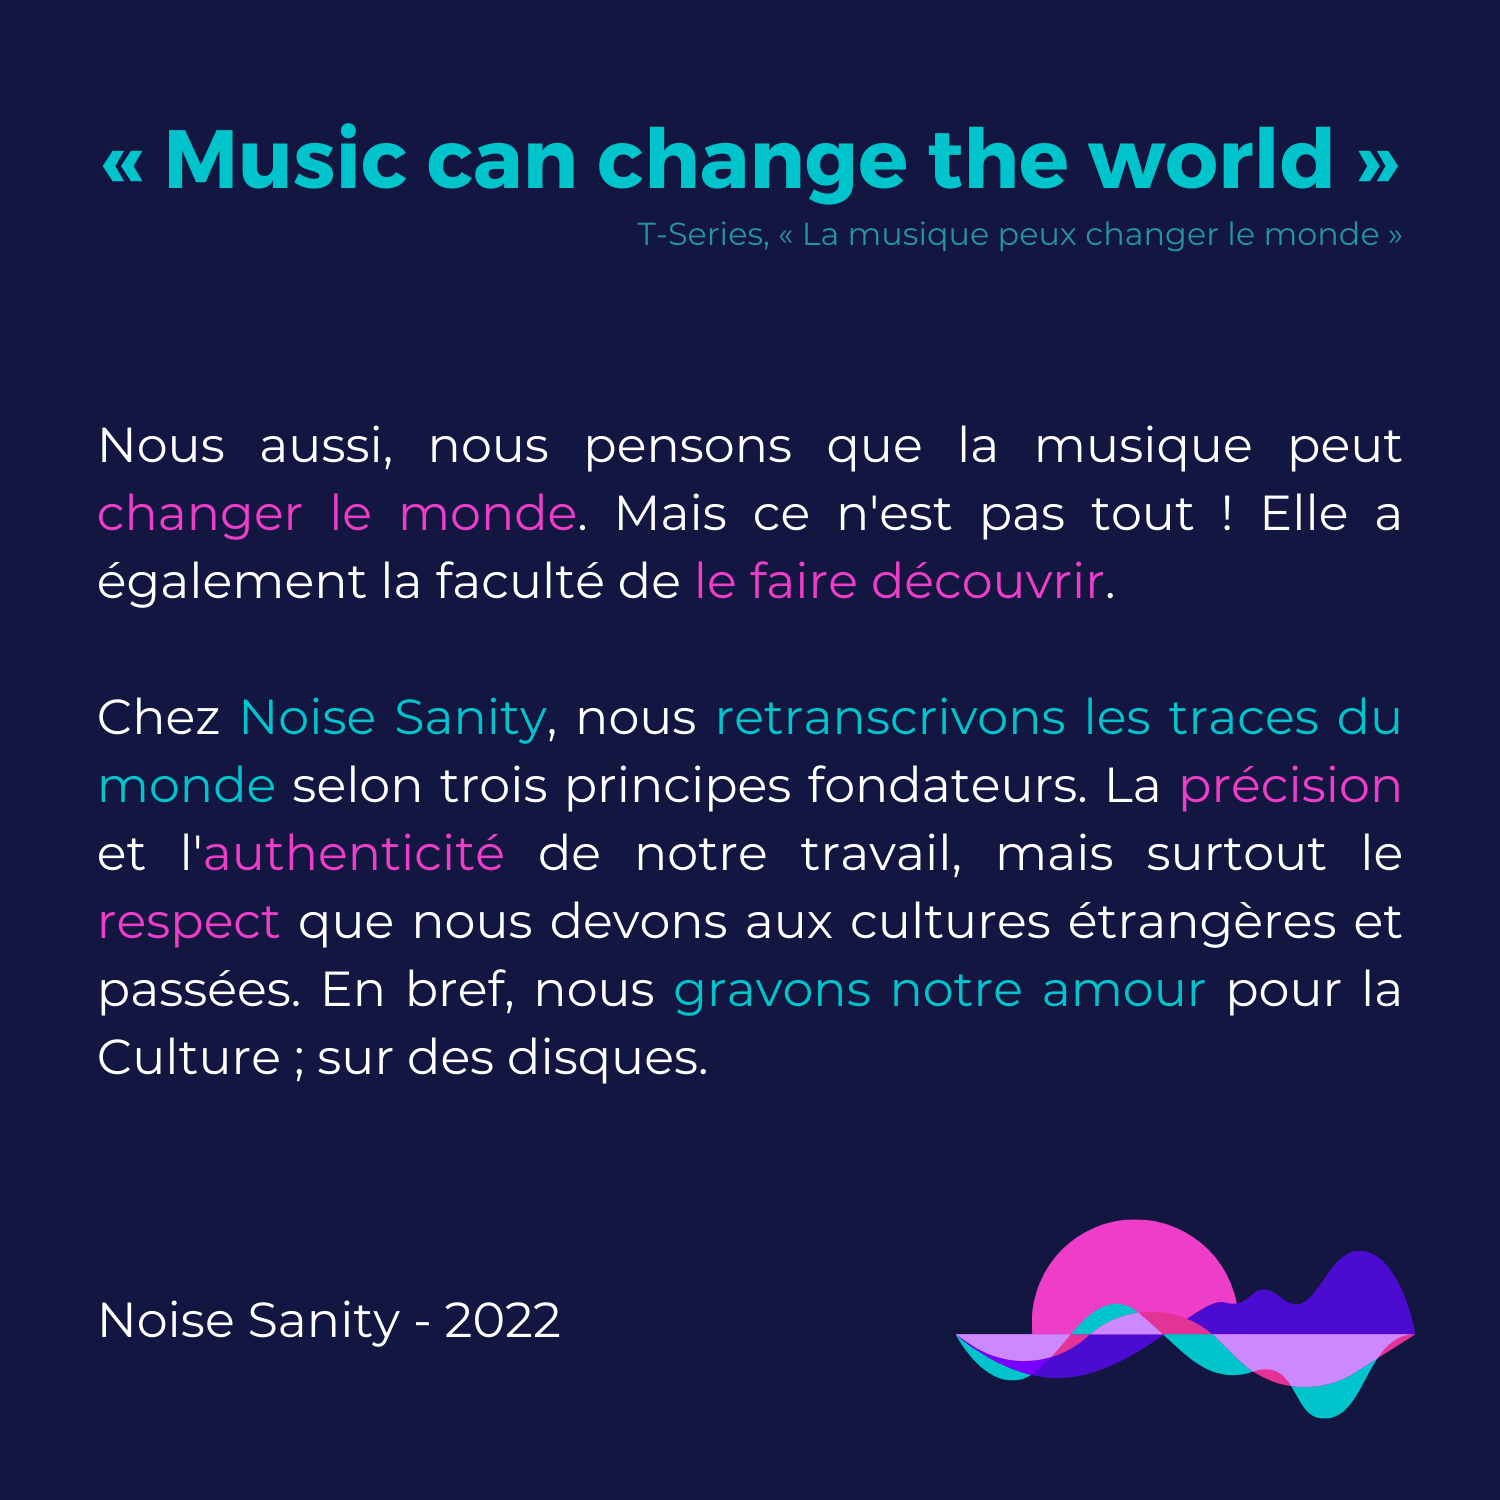 « Music can change the world »
T-Series, « La musique peux changer le monde »
Nous aussi, nous pensons que la musique peut
changer le monde. Mais ce n'est pas tout ! Elle a
également la faculté de le faire découvrir.
Chez Noise Sanity, nous retranscrivons les traces du
monde selon trois principes fondateurs. La précision
et l'authenticité de notre travail, mais surtout le
respect que nous devons aux cultures étrangères et
passées. En bref, nous gravons notre amour pour la
Culture ; sur des disques.
Noise Sanity - 2022